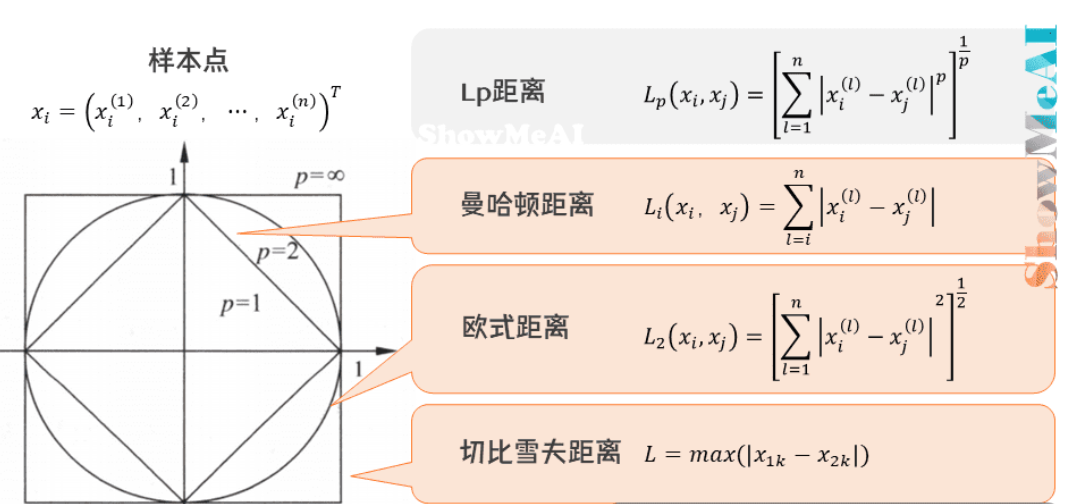 样本点
$x_i = \left(x_i^{(1)},\ x_i^{(2)},\ \cdots,\ x_i^{(n)}\right)^T$
1
p=∞
p=2
p=1
1
Lp距离 $L_p(x_i, x_j) = \left[\sum_{l=1}^{n} \left|x_i^{(l)} - x_j^{(l)}\right|^p\right]^{\frac{1}{p}}$
ShowMeAI
曼哈顿距离 $L_i(x_i,\ x_j) = \sum_{l=i}^{n} \left|x_i^{(l)} - x_j^{(l)}\right|$
欧式距离 $L_2(x_i, x_j) = \left[\sum_{l=1}^{n} \left|x_i^{(l)} - x_j^{(l)}\right|^2\right]^{\frac{1}{2}}$
切比雪夫距离 $L = max(|x_{1k} - x_{2k}|)$
ShowMeAI